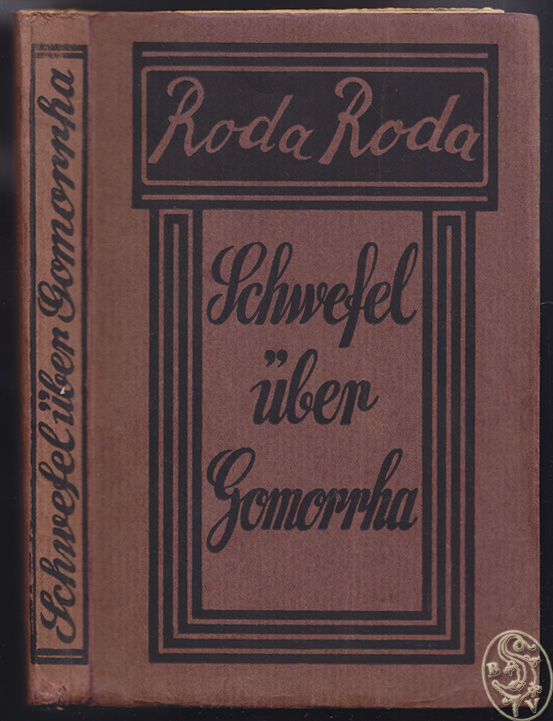 Schwefel über Gomorrha
Roda Roda
Schwefel
über
Gomorrha